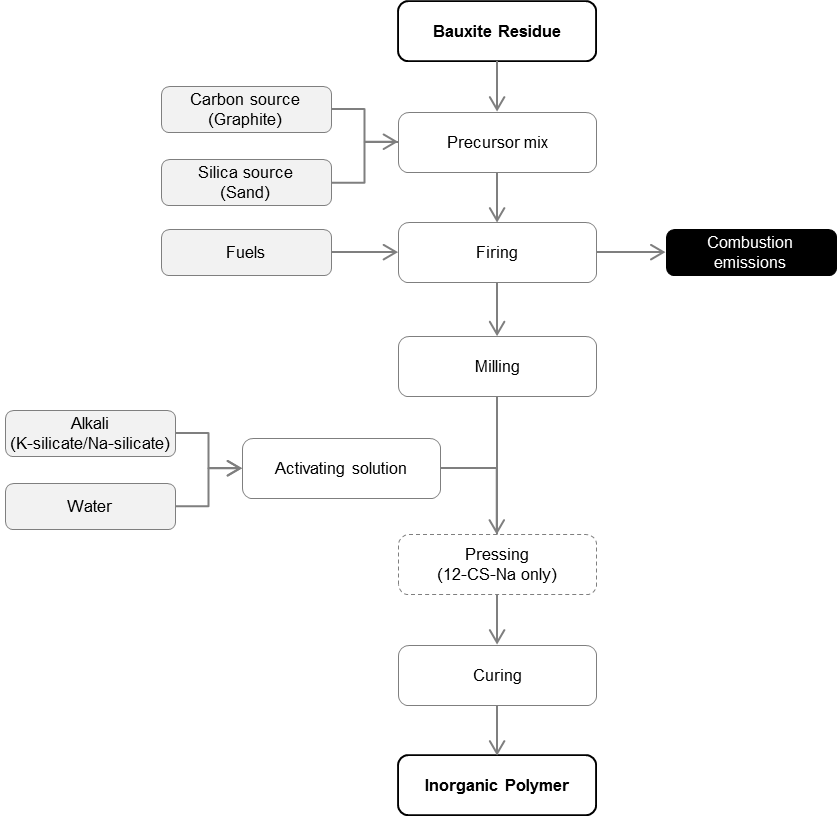 Bauxite Residue
Carbon source
(Graphite)
Precursor mix
Silica source
(Sand)
Fuels
Firing
Combustion
emissions
Milling
Alkali
(K-silicate/Na-silicate)
Activating solution
Water
Pressing
(12-CS-Na only)
Curing
Inorganic Polymer